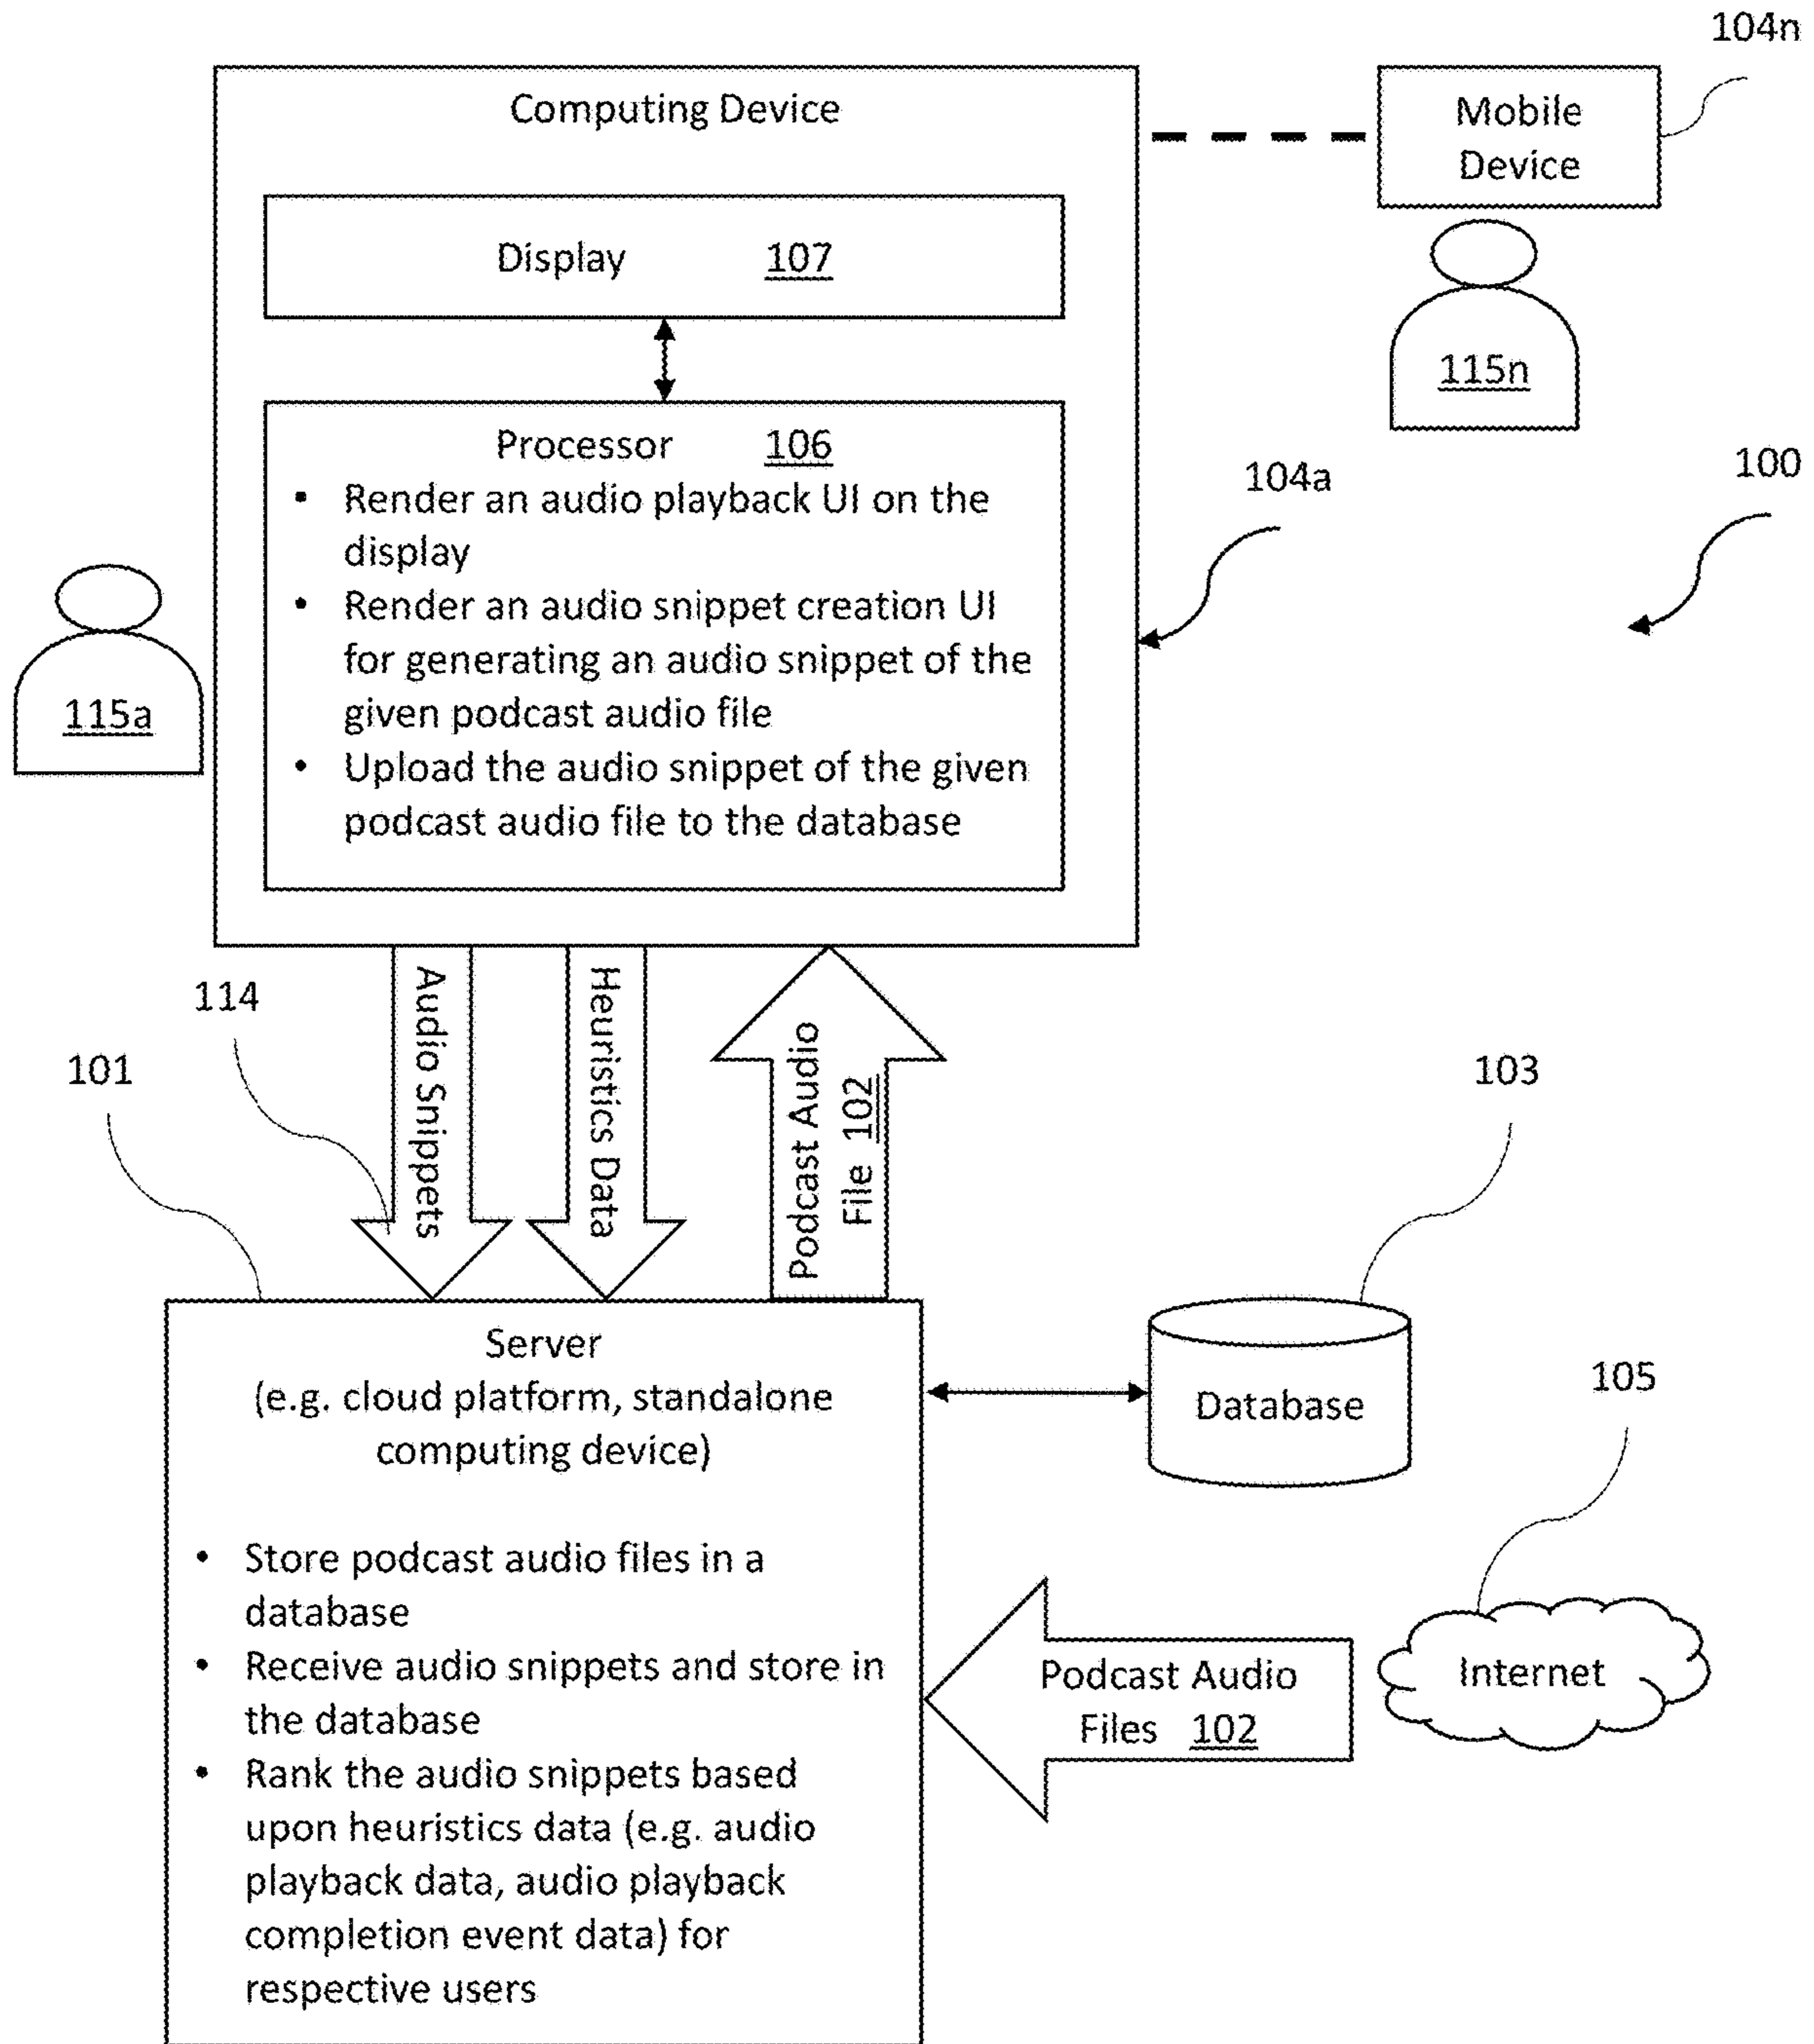 104n
Computing Device
Mobile
Device
Display 107
115n
Processor 106
• Render an audio playback UI on the
display
• Render an audio snippet creation UI
for generating an audio snippet of the
given podcast audio file
• Upload the audio snippet of the given
podcast audio file to the database
104a
100
115a
114
101
Audio Snippets
Heuristics Data
Podcast Audio
File 102
103
Server
(e.g. cloud platform, standalone
computing device)
• Store podcast audio files in a
database
• Receive audio snippets and store in
the database
• Rank the audio snippets based
upon heuristics data (e.g. audio
playback data, audio playback
completion event data) for
respective users
Database
105
Podcast Audio
Files 102
Internet